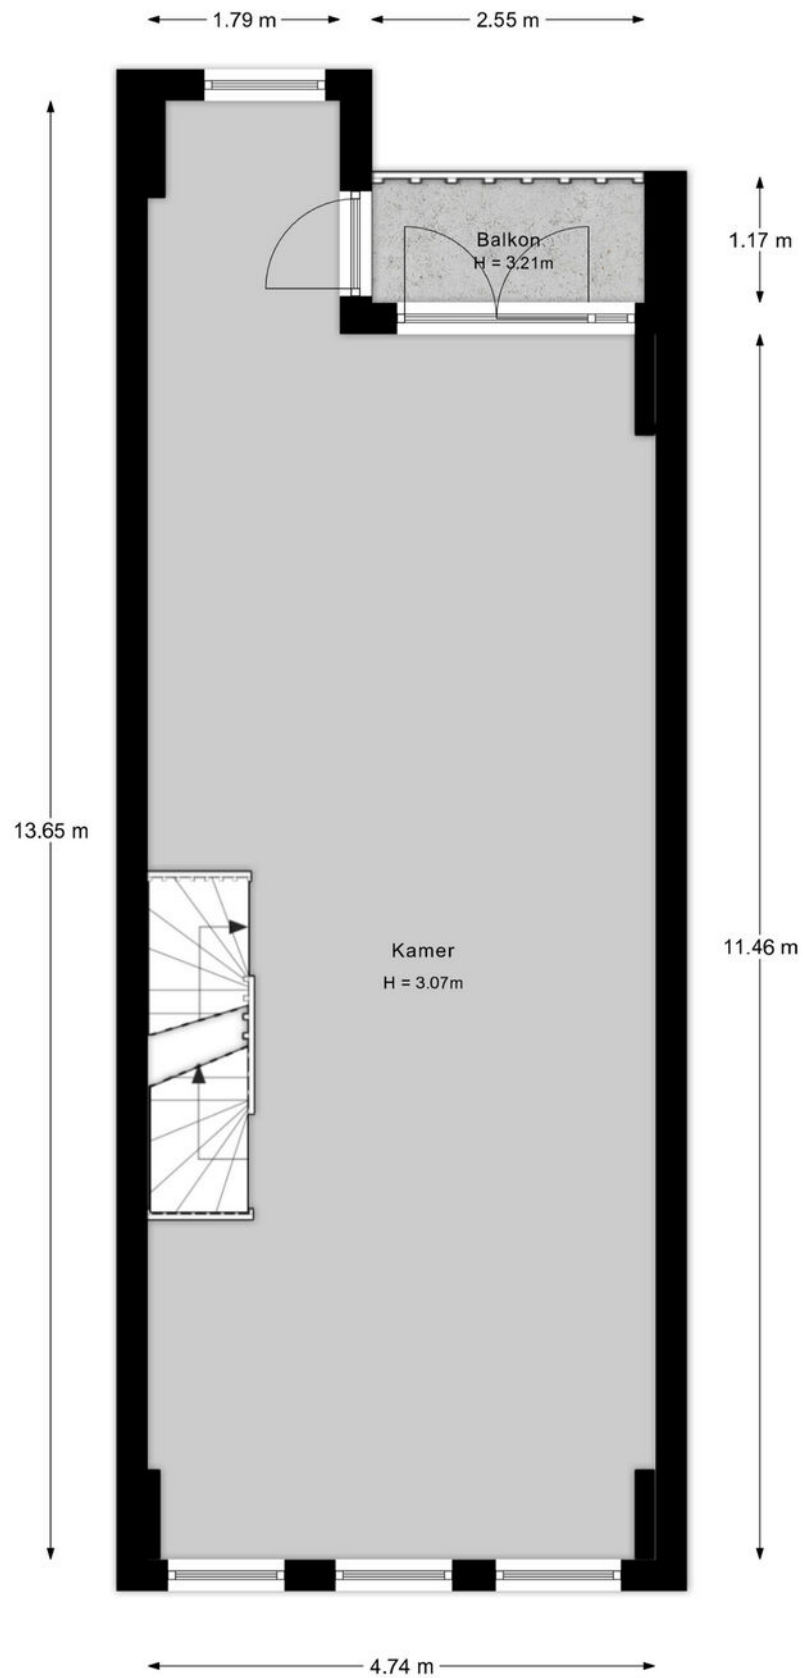 1.79 m
2.55 m
Balkon
H = 3.21m
1.17 m
13.65 m
Kamer
H = 3.07m
11.46 m
4.74 m